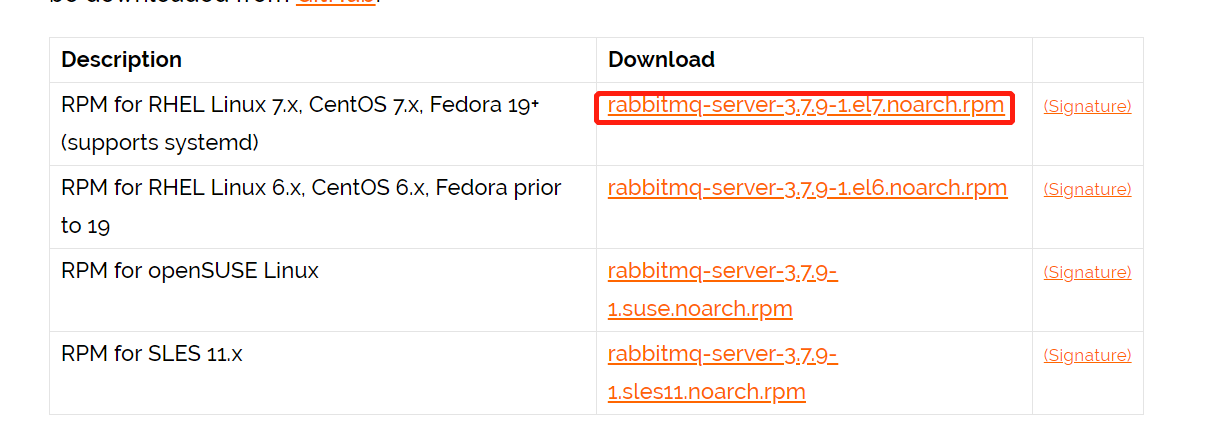 be downloaded from GitHub.
Description Download
RPM for RHEL Linux 7.x, CentOS 7.x, Fedora 19+ rabbitmq-server-3.7.9-1.el7.noarch.rpm (Signature)
(supports systemd)
RPM for RHEL Linux 6.x, CentOS 6.x, Fedora prior rabbitmq-server-3.7.9-1.el6.noarch.rpm (Signature)
to 19
RPM for openSUSE Linux rabbitmq-server-3.7.9- (Signature)
1.suse.noarch.rpm
RPM for SLES 11.x rabbitmq-server-3.7.9- (Signature)
1.sles11.noarch.rpm